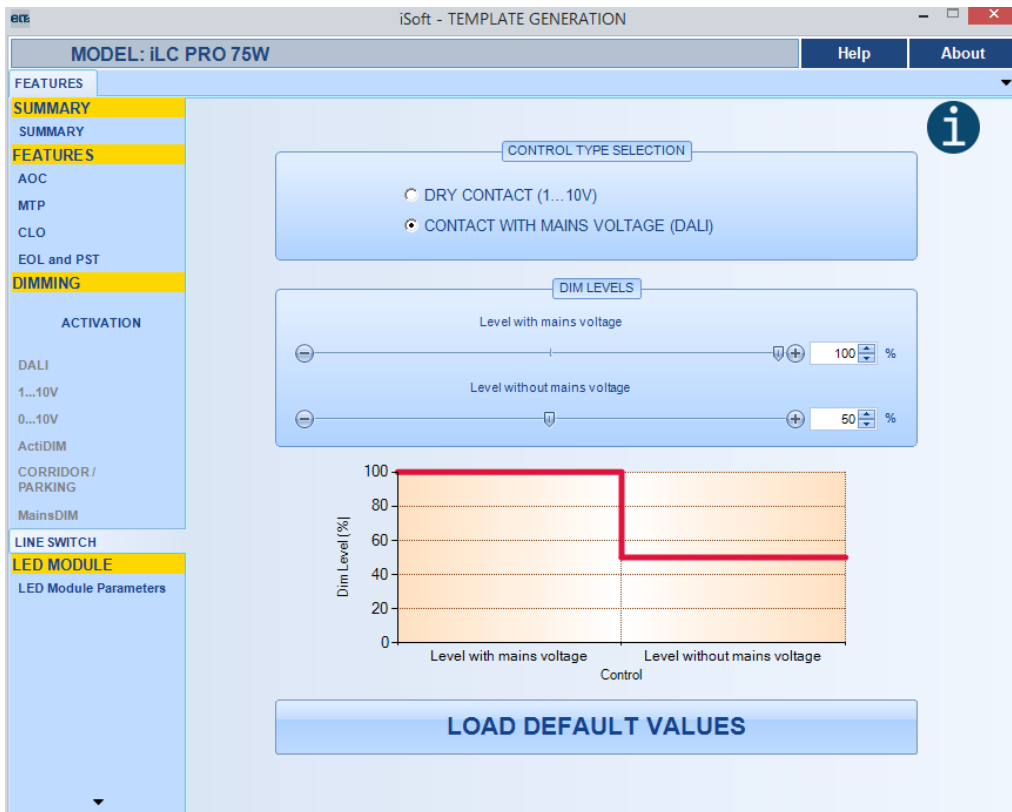 ELT
iSoft - TEMPLATE GENERATION
MODEL: iLC PRO 75W
Help
About
FEATURES
SUMMARY
SUMMARY
FEATURES
AOC
MTP
CLO
EOL and PST
DIMMING
ACTIVATION
DALI
1...10V
0...10V
ActiDIM
CORRIDOR /
PARKING
MainsDIM
LINE SWITCH
LED MODULE
LED Module Parameters
i
CONTROL TYPE SELECTION
DRY CONTACT (1...10V)
CONTACT WITH MAINS VOLTAGE (DALI)
DIM LEVELS
Level with mains voltage
100 %
Level without mains voltage
50 %
100
80
60
40
20
0
Dim Level [%]
Level with mains voltage
Level without mains voltage
Control
LOAD DEFAULT VALUES